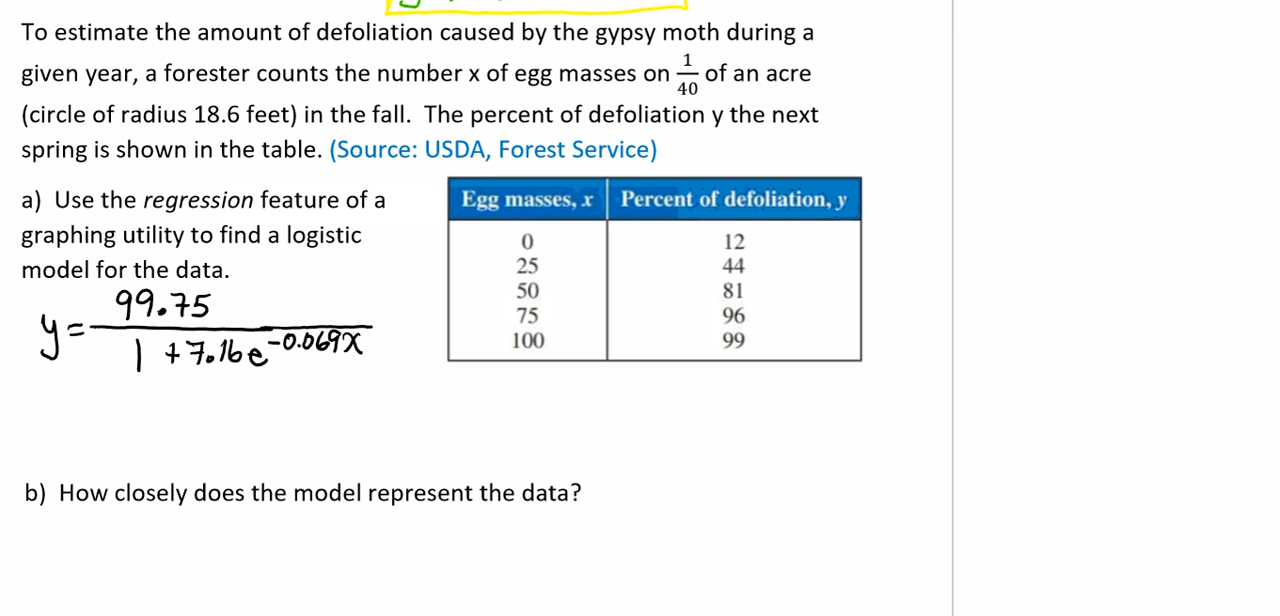 To estimate the amount of defoliation caused by the gypsy moth during a
given year, a forester counts the number x of egg masses on 1/40 of an acre
(circle of radius 18.6 feet) in the fall. The percent of defoliation y the next
spring is shown in the table. (Source: USDA, Forest Service)
a) Use the regression feature of a
graphing utility to find a logistic
model for the data.
y = 99.75 / 1 + 7.16e^-0.069x
Egg masses, x Percent of defoliation, y
0 12
25 44
50 81
75 96
100 99
b) How closely does the model represent the data?